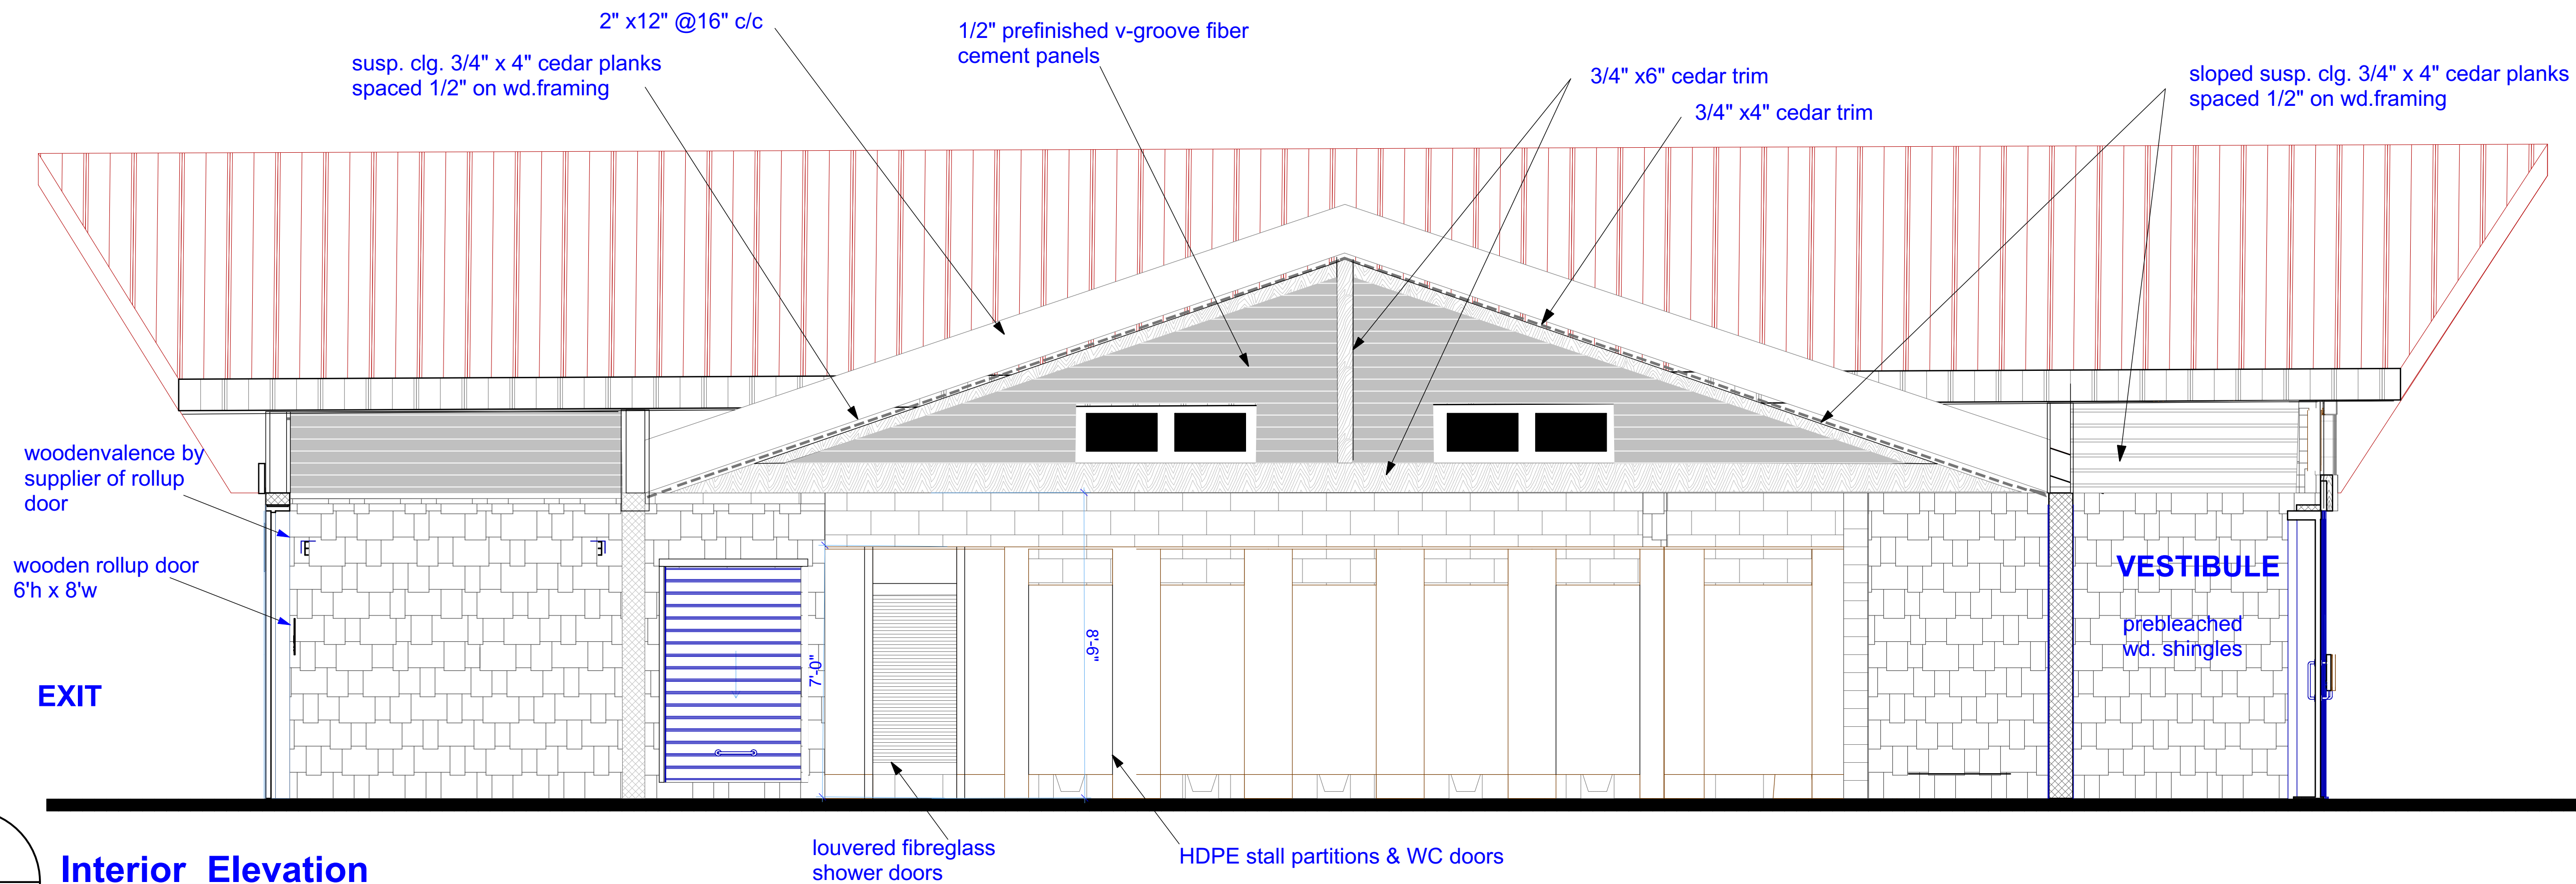 2" x12" @16" c/c
1/2" prefinished v-groove fiber
cement panels
susp. clg. 3/4" x 4" cedar planks
spaced 1/2" on wd.framing
3/4" x6" cedar trim
3/4" x4" cedar trim
sloped susp. clg. 3/4" x 4" cedar planks
spaced 1/2" on wd.framing
woodenvalence by
supplier of rollup
door
wooden rollup door
6'h x 8'w
EXIT
7'-0"
8'-6"
VESTIBULE
prebleached
wd. shingles
louvered fibreglass
shower doors
HDPE stall partitions & WC doors
Interior Elevation